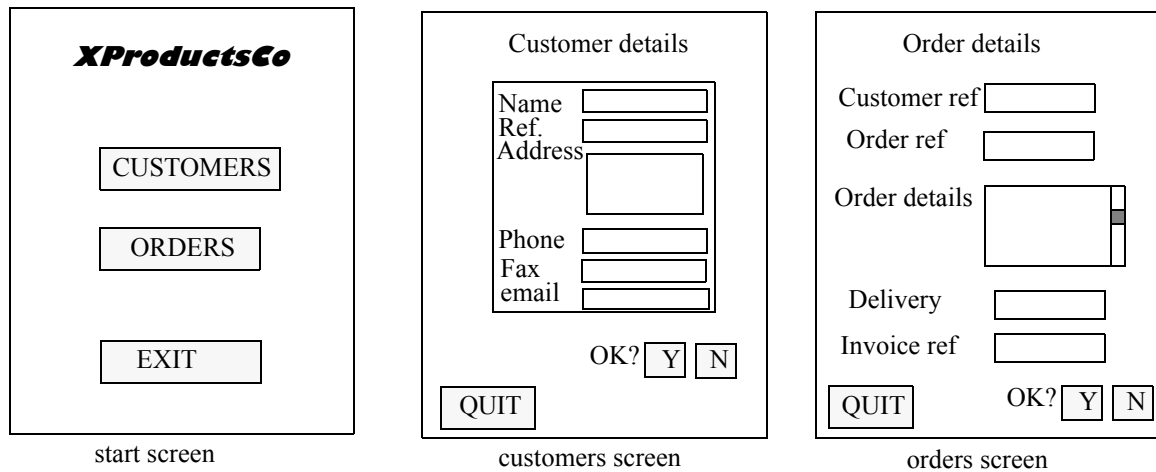 XProductsCo
CUSTOMERS
ORDERS
EXIT
start screen
Customer details
Name
Ref.
Address
Phone
Fax
email
OK? Y N
QUIT
customers screen
Order details
Customer ref
Order ref
Order details
Delivery
Invoice ref
QUIT OK? Y N
orders screen